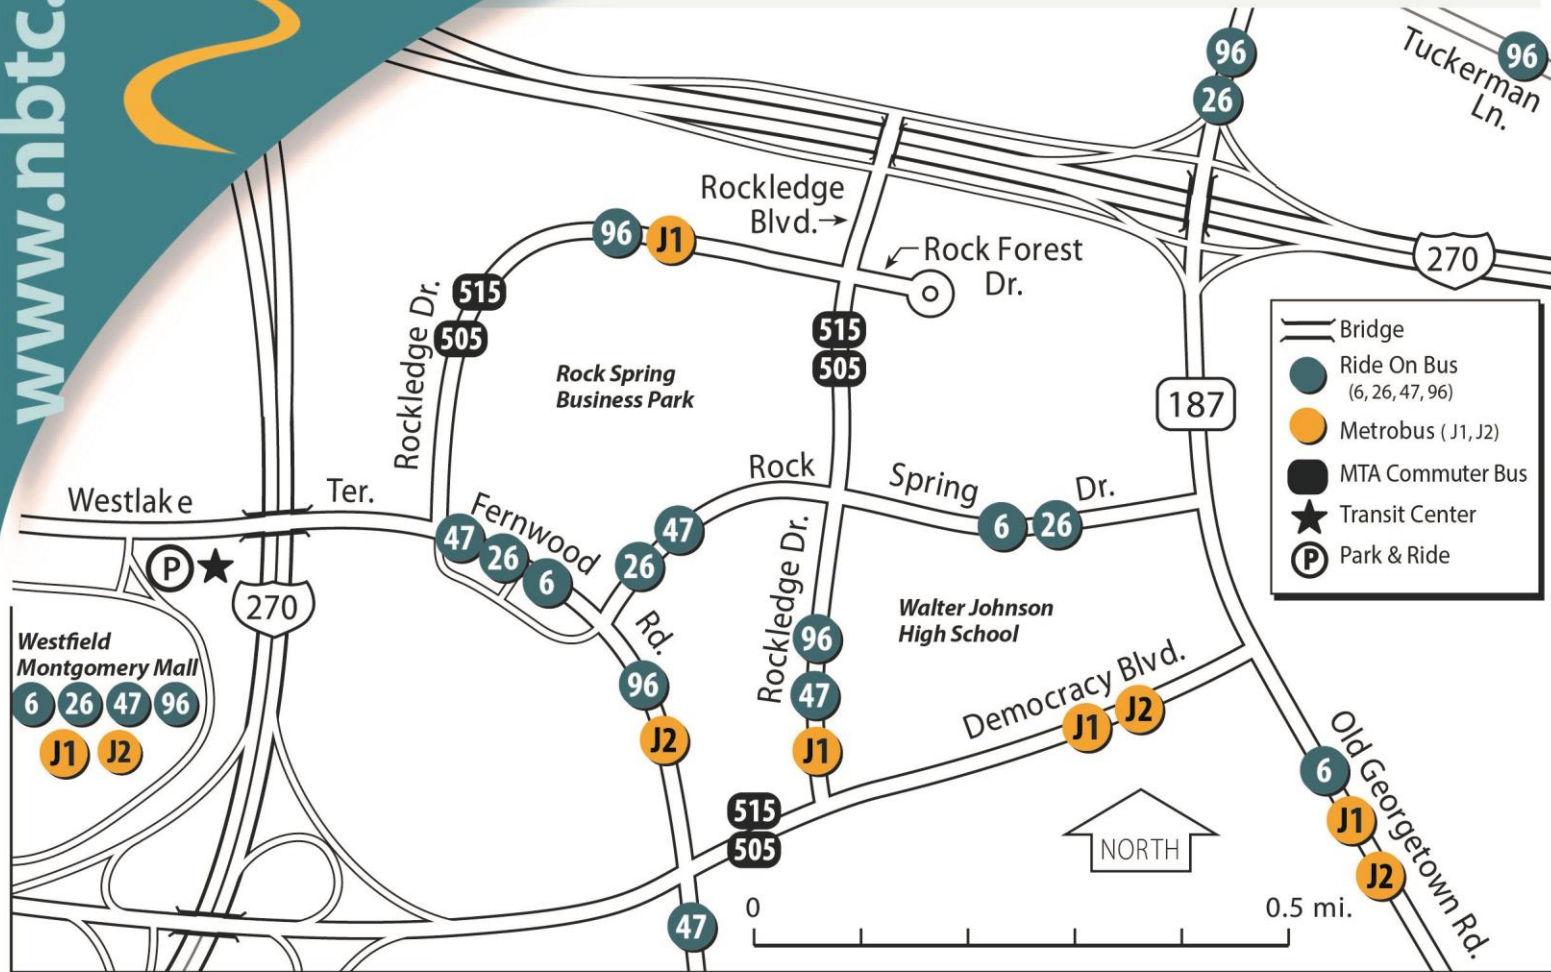 www.nbtc.
96
26
Tuckerman
Ln.
96
Rockledge
Blvd.
96
J1
Rock Forest
Dr.
270
515
505
Rockledge Dr.
515
505
Rock Spring
Business Park
187
Bridge
Ride On Bus
(6, 26, 47, 96)
Metrobus ( J1, J2)
MTA Commuter Bus
Transit Center
P
Park & Ride
Westlake
Ter.
Rock
Spring
Dr.
Fernwood
Rd.
47
26
6
26
47
6
26
P
270
Rockledge Dr.
Walter Johnson
High School
Westfield
Montgomery Mall
6
26
47
96
J1
J2
96
J2
96
47
J1
Democracy Blvd.
J1
J2
Old Georgetown Rd.
6
J1
J2
515
505
47
NORTH
0
0.5 mi.